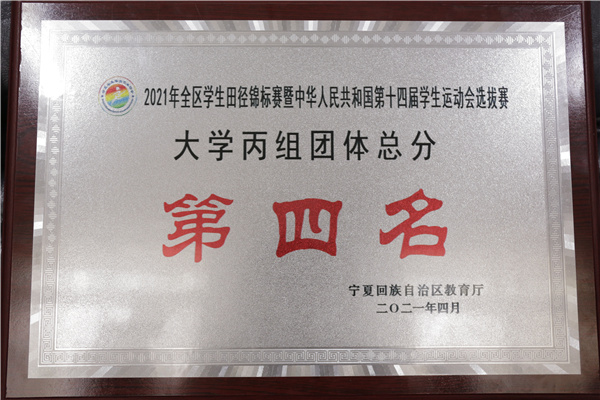 2021年全区学生田径锦标赛暨中华人民共和国第十四届学生运动会选拔赛
大学丙组团体总分
第四名
宁夏回族自治区教育厅
二〇二一年四月